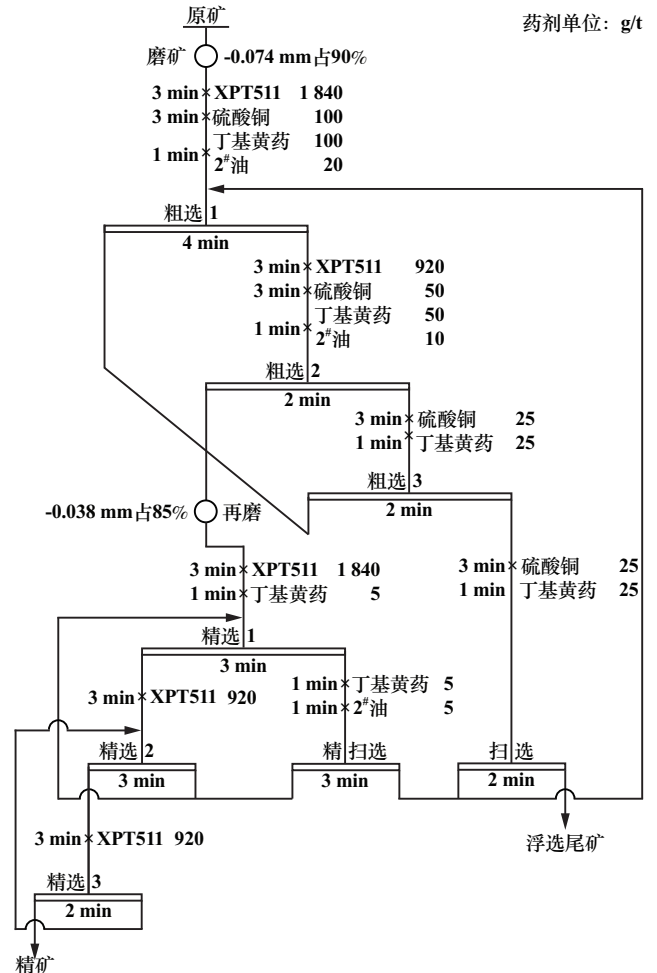 原矿
药剂单位：g/t
磨矿 -0.074 mm占90%
3 min XPT511 1 840
3 min 硫酸铜 100
丁基黄药 100
1 min
2#油 20
粗选 1
4 min
3 min XPT511 920
3 min 硫酸铜 50
丁基黄药 50
1 min
2#油 10
粗选 2
2 min
3 min 硫酸铜 25
1 min 丁基黄药 25
粗选 3
2 min
-0.038 mm占85% 再磨
3 min XPT511 1 840
1 min 丁基黄药 5
3 min 硫酸铜 25
1 min 丁基黄药 25
精选 1
3 min
3 min XPT511 920
1 min 丁基黄药 5
1 min 2#油 5
精选 2
3 min
精 扫选
3 min
扫 选
2 min
浮选尾矿
3 min XPT511 920
精选 3
2 min
精矿